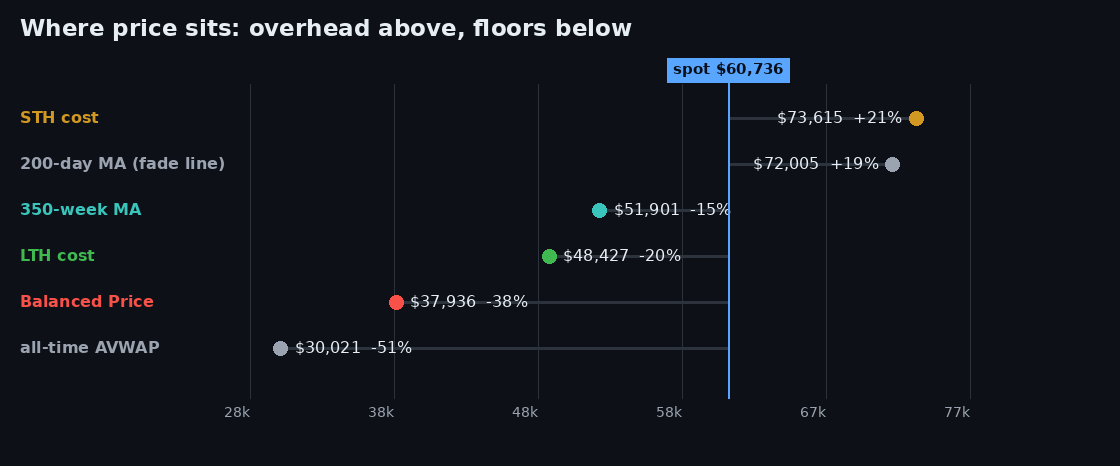 Where price sits: overhead above, floors below
spot $60,736
STH cost $73,615 +21%
200-day MA (fade line) $72,005 +19%
350-week MA $51,901 -15%
LTH cost $48,427 -20%
Balanced Price $37,936 -38%
all-time AVWAP $30,021 -51%
28k 38k 48k 58k 67k 77k